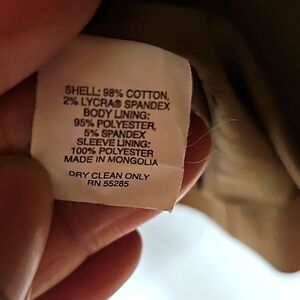 SHELL: 98% COTTON,
2% LYCRA® SPANDEX
BODY LINING:
95% POLYESTER,
5% SPANDEX
SLEEVE LINING:
100% POLYESTER
MADE IN MONGOLIA
DRY CLEAN ONLY
RN 55285